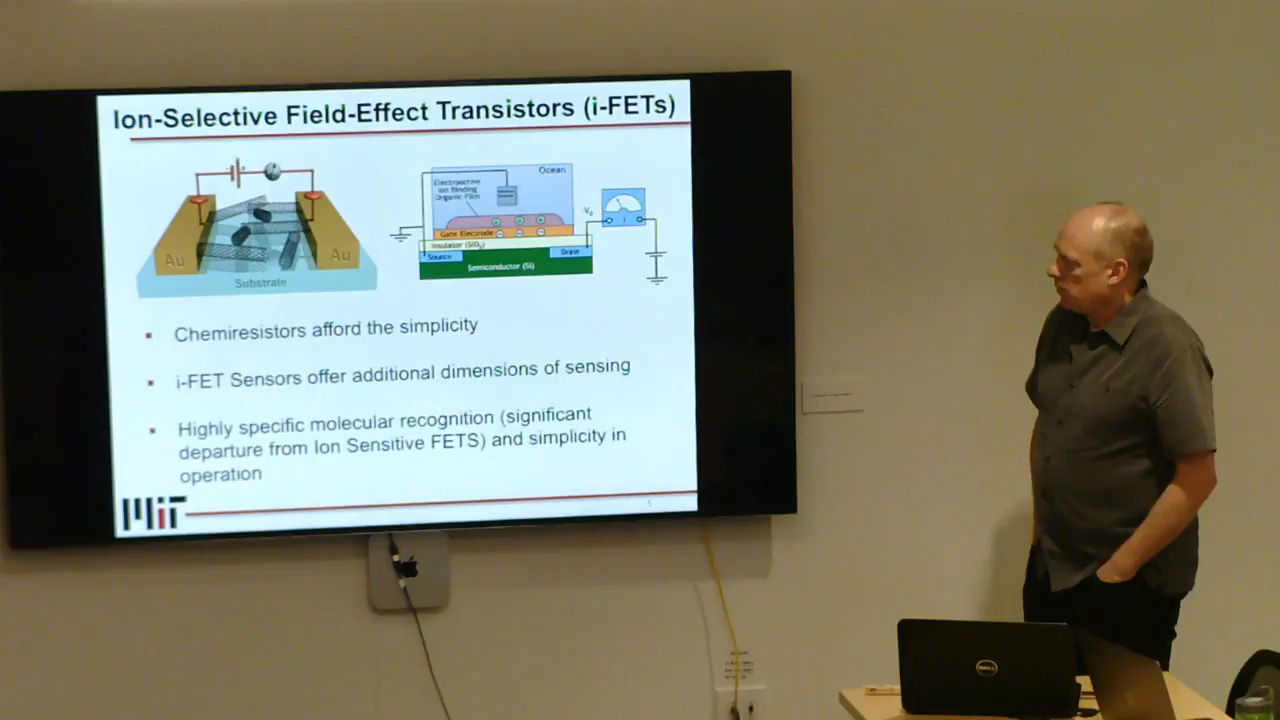 Ion-Selective Field-Effect Transistors (i-FETs)
Au
Au
Substrate
Ocean
Electroactive
Ion Binding
Organic Film
Gate Electrode
Insulator (SiO2)
Source
Drain
Semiconductor (Si)
Chemiresistors afford the simplicity
i-FET Sensors offer additional dimensions of sensing
Highly specific molecular recognition (significant
departure from Ion Sensitive FETS) and simplicity in
operation
MIT
DELL